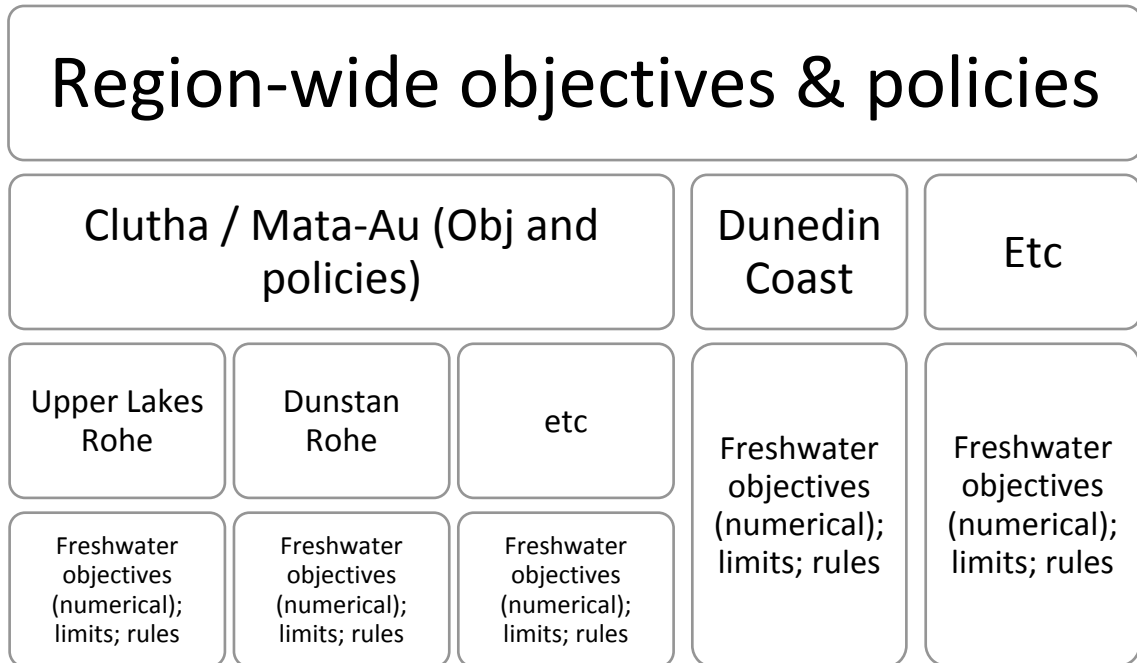 Region-wide objectives & policies
Clutha / Mata-Au (Obj and
policies)
Dunedin
Coast
Etc
Upper Lakes
Rohe
Dunstan
Rohe
etc
Freshwater
objectives
(numerical);
limits; rules
Freshwater
objectives
(numerical);
limits; rules
Freshwater
objectives
(numerical);
limits; rules
Freshwater
objectives
(numerical);
limits; rules
Freshwater
objectives
(numerical);
limits; rules